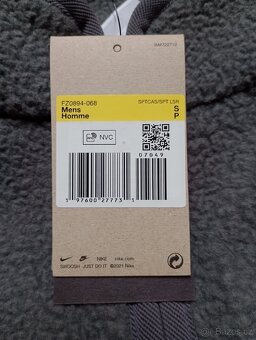 FZ0894-068
SPTCAS/SPT LSR
Mens
Homme
S
P
NVC
07049
1 97600 27773 1
NIKE
nike.com
SWOOSH
JUST DO IT
©2021 Nike